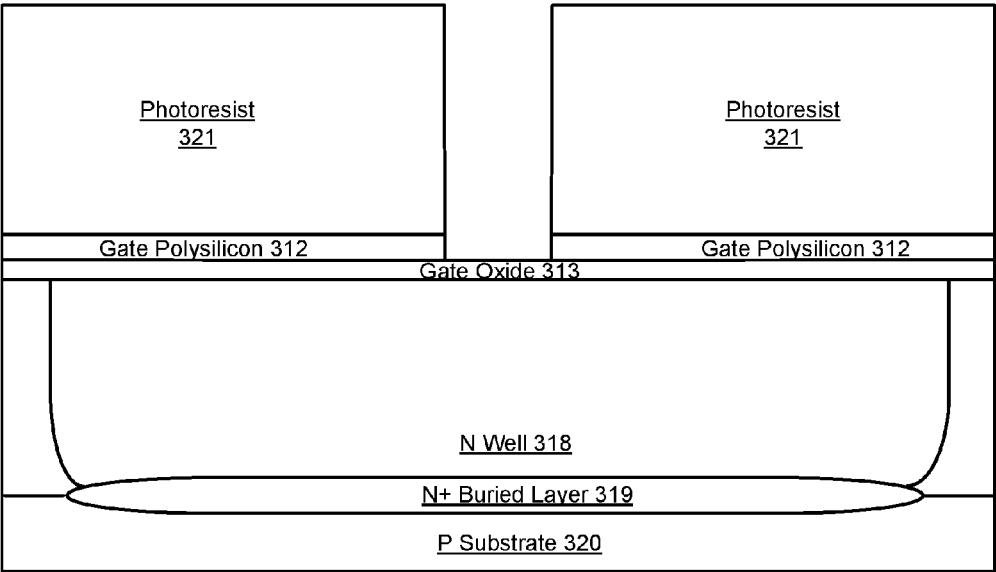 Photoresist
321
Photoresist
321
Gate Polysilicon 312
Gate Polysilicon 312
Gate Oxide 313
N Well 318
N+ Buried Layer 319
P Substrate 320